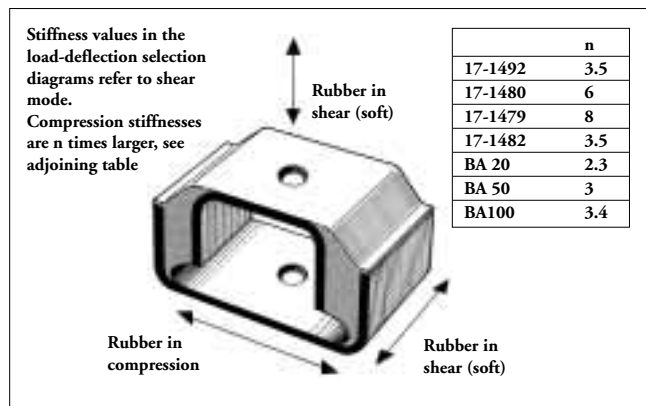 Stiffness values in the
load-deflection selection
diagrams refer to shear
mode.
Compression stiffnesses
are n times larger, see
adjoining table
Rubber in
shear (soft)
n
17-1492 3.5
17-1480 6
17-1479 8
17-1482 3.5
BA 20 2.3
BA 50 3
BA100 3.4
Rubber in
compression
Rubber in
shear (soft)